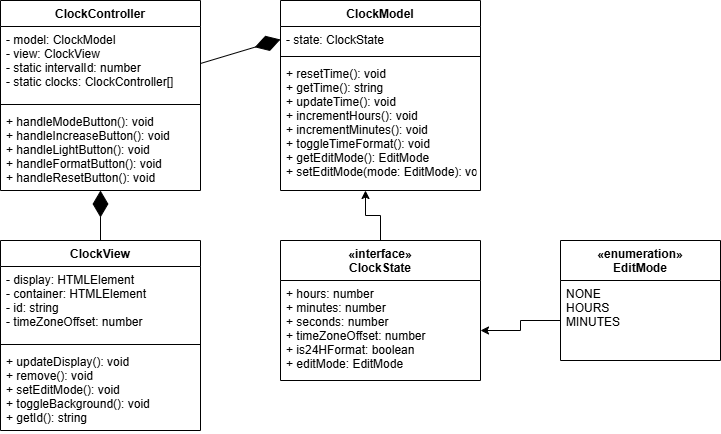 ClockController
- model: ClockModel
- view: ClockView
- static intervalId: number
- static clocks: ClockController[]
+ handleModeButton(): void
+ handleIncreaseButton(): void
+ handleLightButton(): void
+ handleFormatButton(): void
+ handleResetButton(): void
ClockModel
- state: ClockState
+ resetTime(): void
+ getTime(): string
+ updateTime(): void
+ incrementHours(): void
+ incrementMinutes(): void
+ toggleTimeFormat(): void
+ getEditMode(): EditMode
+ setEditMode(mode: EditMode): vo
ClockView
- display: HTMLElement
- container: HTMLElement
- id: string
- timeZoneOffset: number
+ updateDisplay(): void
+ remove(): void
+ setEditMode(): void
+ toggleBackground(): void
+ getId(): string
«interface»
ClockState
+ hours: number
+ minutes: number
+ seconds: number
+ timeZoneOffset: number
+ is24HFormat: boolean
+ editMode: EditMode
«enumeration»
EditMode
NONE
HOURS
MINUTES